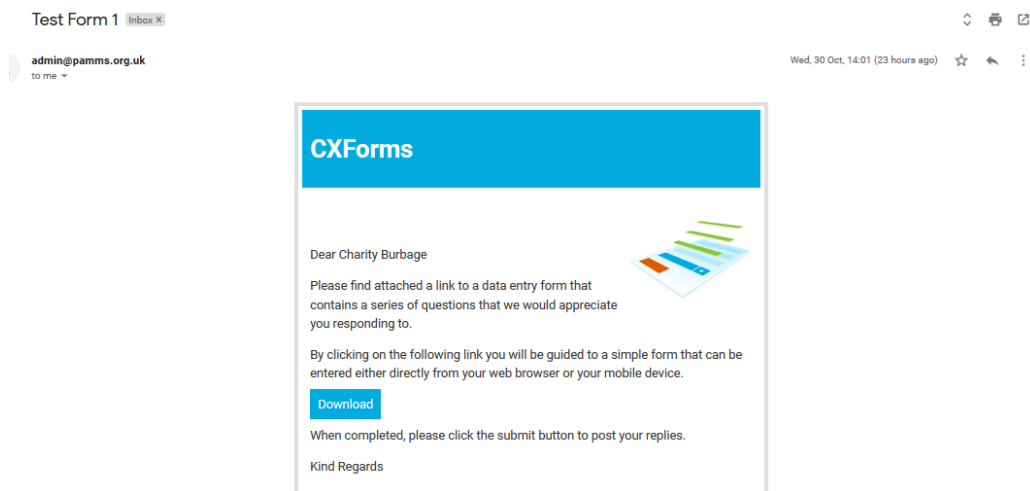 Test Form 1 Inbox x
admin@pamms.org.uk
Wed, 30 Oct, 14:01 (23 hours ago)
to me
CXForms
Dear Charity Burbage
Please find attached a link to a data entry form that
contains a series of questions that we would appreciate
you responding to.
By clicking on the following link you will be guided to a simple form that can be
entered either directly from your web browser or your mobile device.
Download
When completed, please click the submit button to post your replies.
Kind Regards